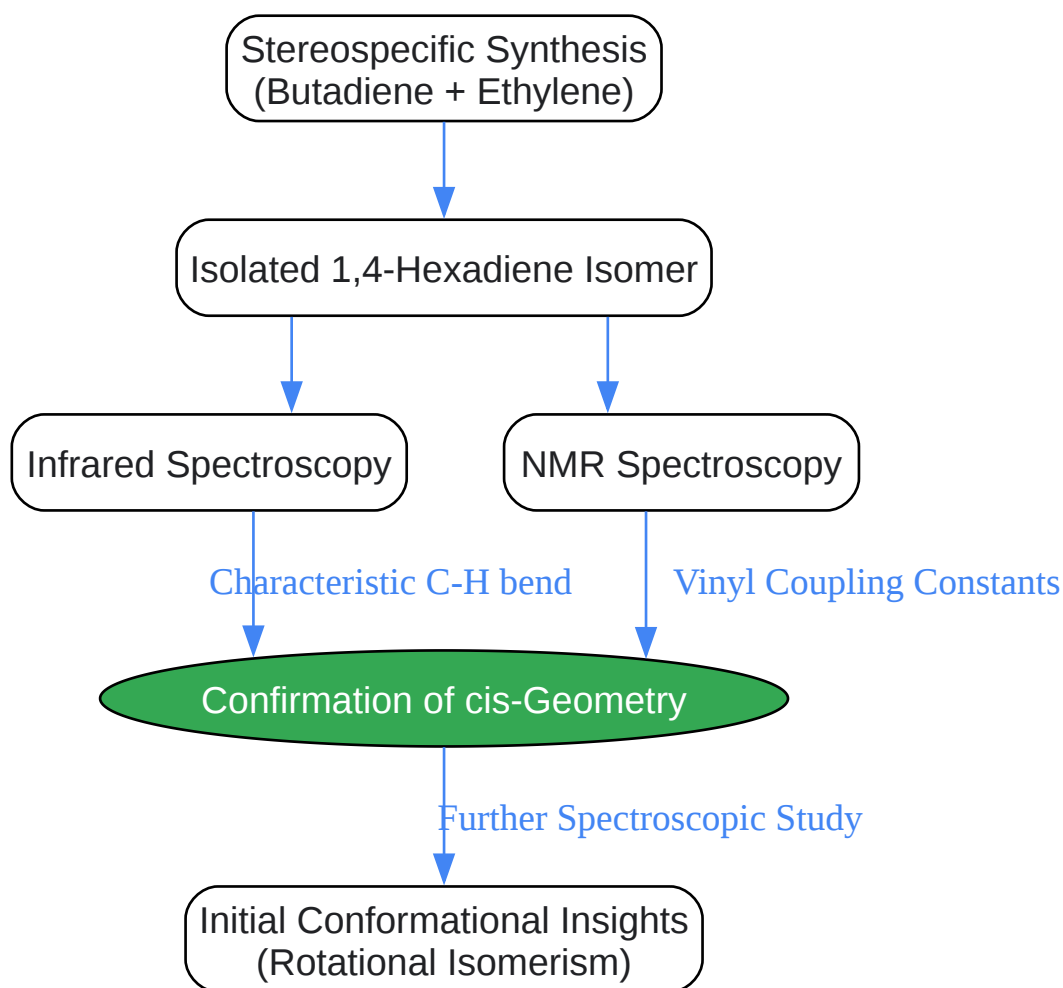 Stereospecific Synthesis
(Butadiene + Ethylene)
Isolated 1,4-Hexadiene Isomer
Infrared Spectroscopy
NMR Spectroscopy
Characteristic C-H bend
Vinyl Coupling Constants
Confirmation of cis-Geometry
Further Spectroscopic Study
Initial Conformational Insights
(Rotational Isomerism)